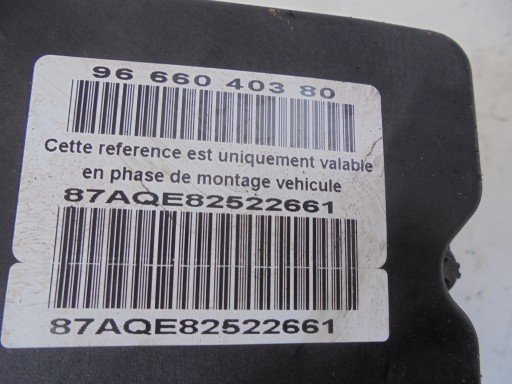 96 660 403 80
Cette reference est uniquement valable
en phase de montage vehicule
87AQE82522661
87AQE82522661